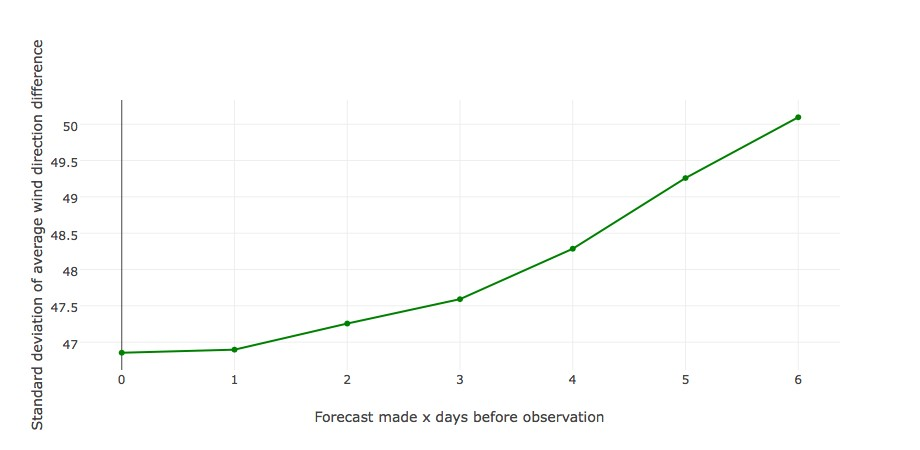 Standard deviation of average wind direction difference
50
49.5
49
48.5
48
47.5
47
0 1 2 3 4 5 6
Forecast made x days before observation